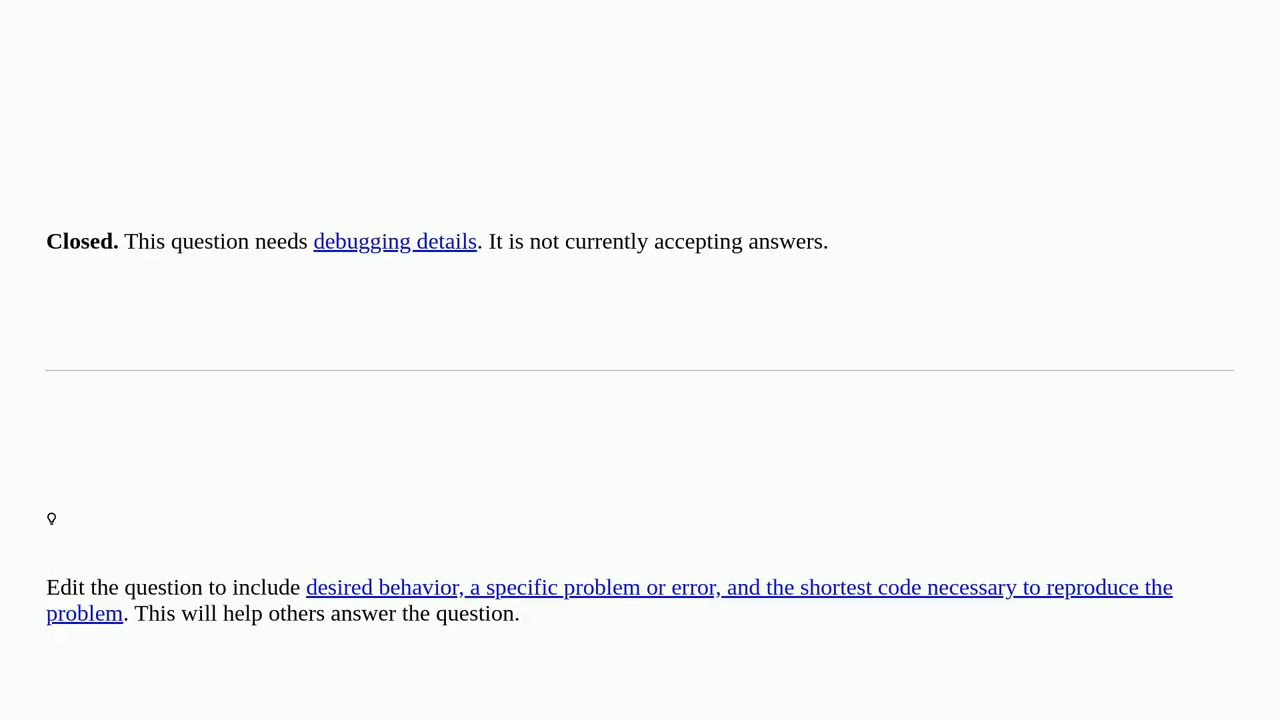 Closed. This question needs debugging details. It is not currently accepting answers.
Edit the question to include desired behavior, a specific problem or error, and the shortest code necessary to reproduce the
problem. This will help others answer the question.